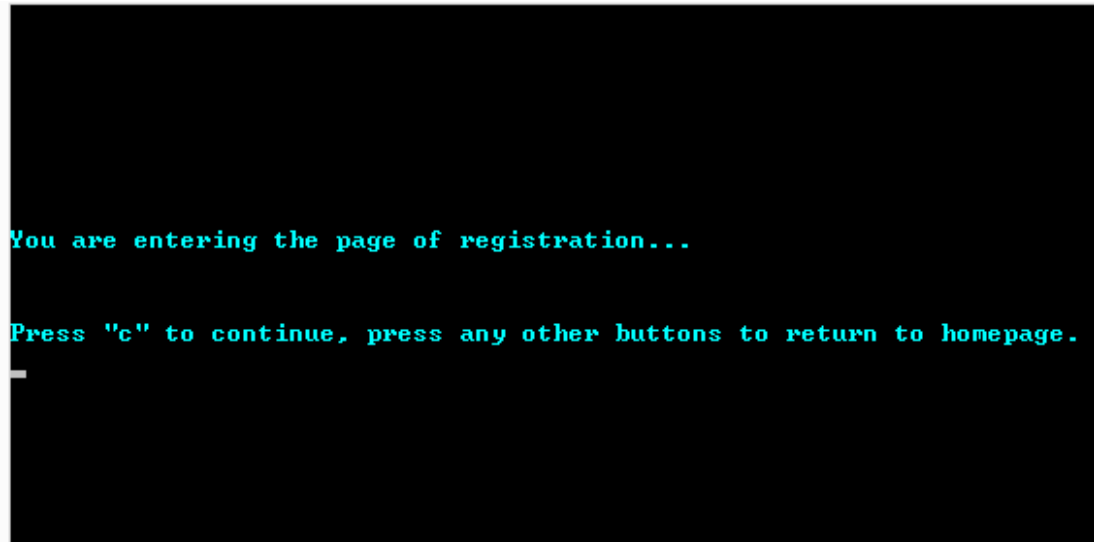 You are entering the page of registration...
Press "c" to continue, press any other buttons to return to homepage.